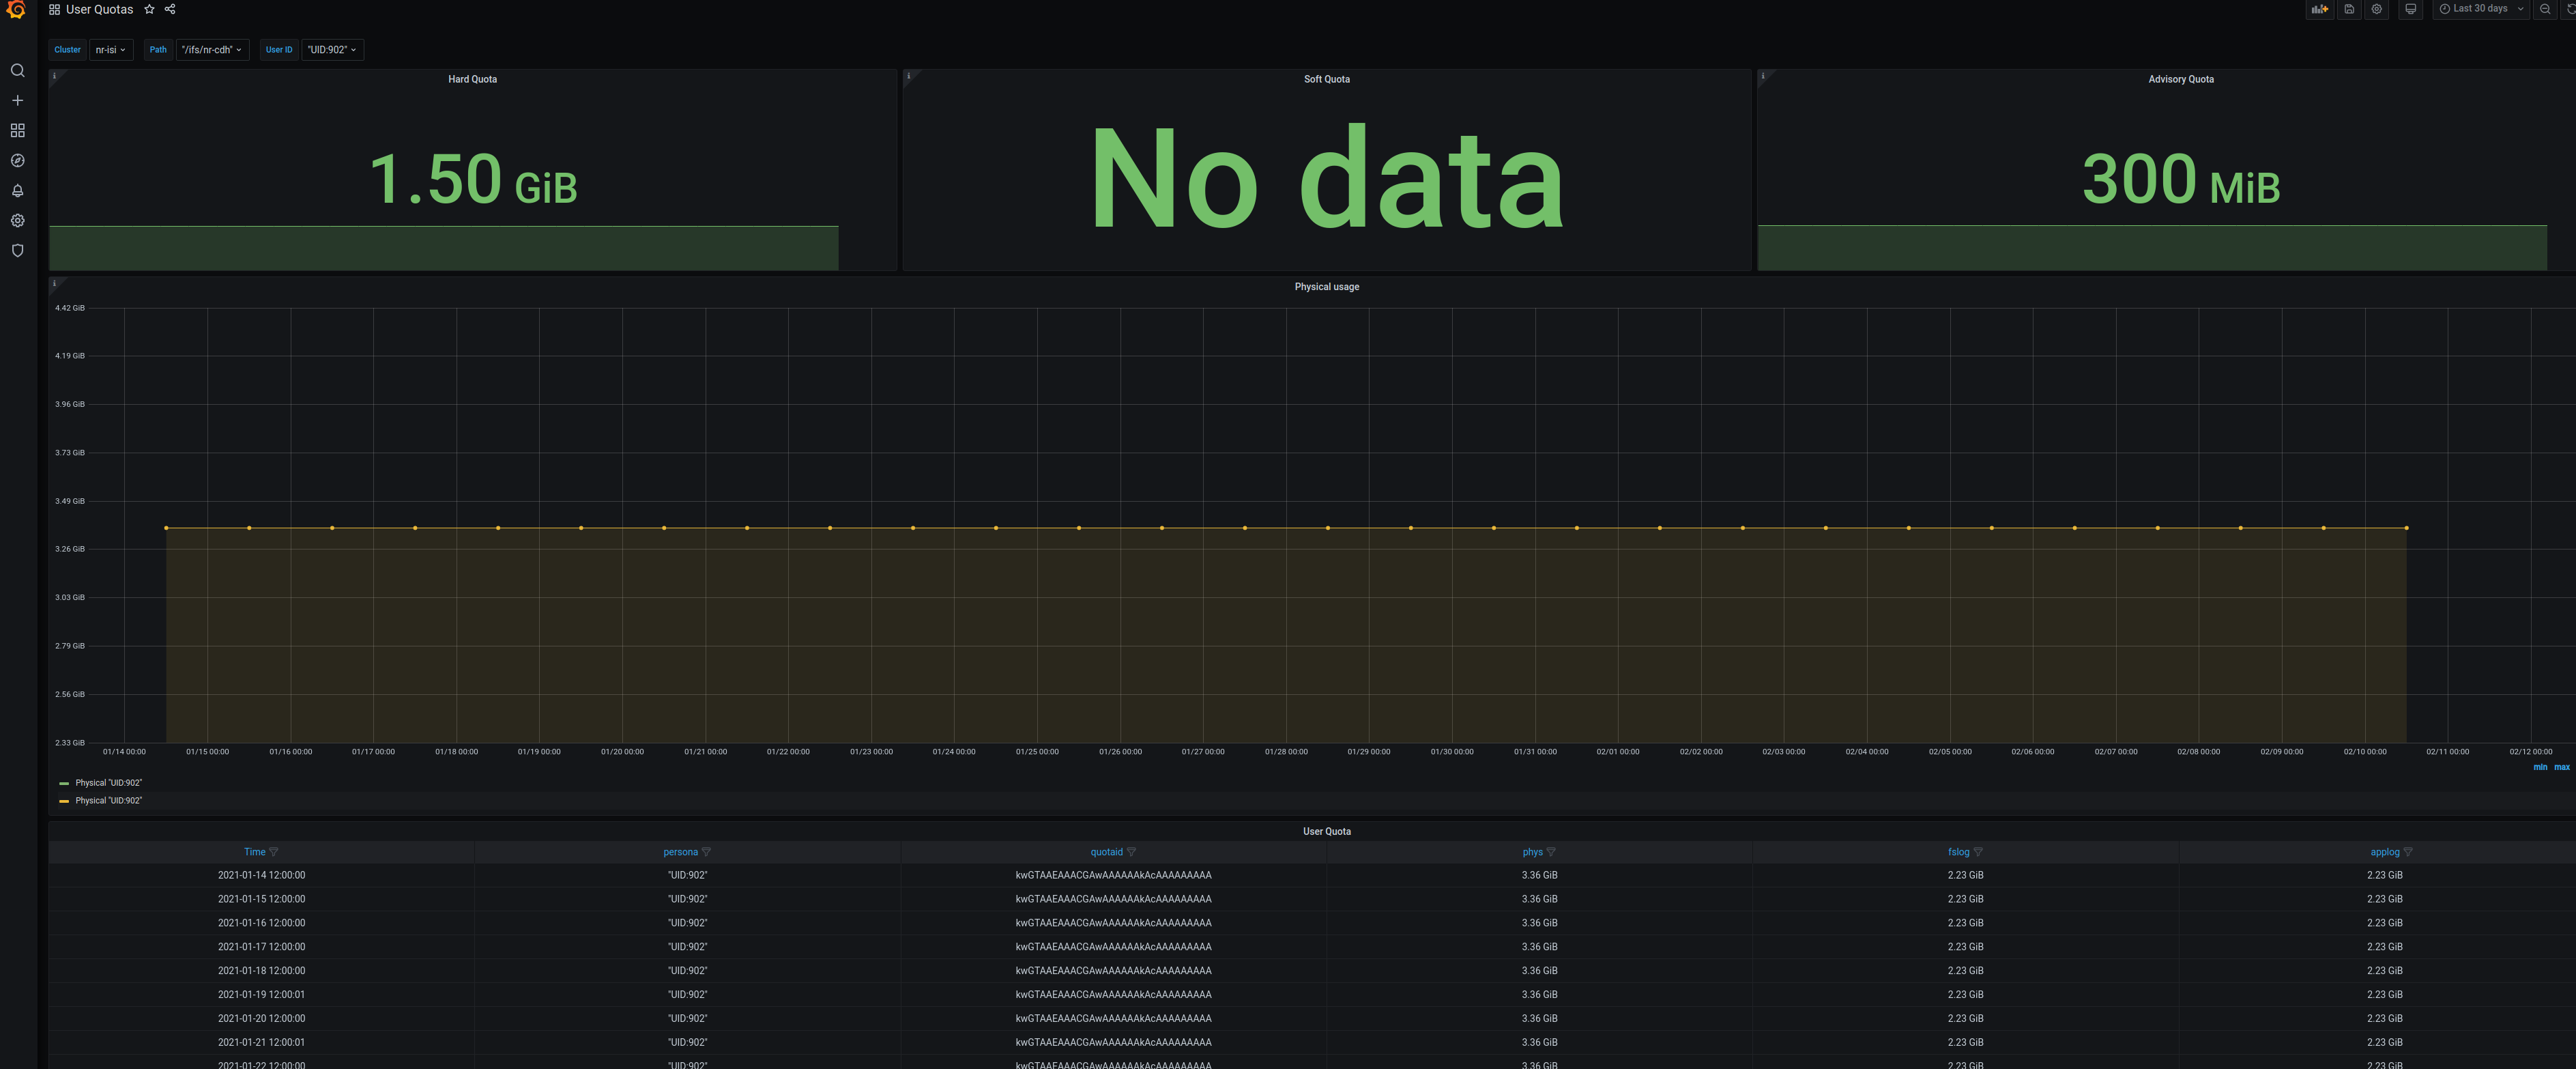 User Quotas
Last 30 days
Cluster nr-isi Path "/ifs/nr-cdh" User ID "UID:902"
Hard Quota
1.50 GiB
Soft Quota
No data
Advisory Quota
300 MiB
Physical usage
4.42 GiB
4.19 GiB
3.96 GiB
3.73 GiB
3.49 GiB
3.26 GiB
3.03 GiB
2.79 GiB
2.56 GiB
2.33 GiB
01/14 00:00 01/15 00:00 01/16 00:00 01/17 00:00 01/18 00:00 01/19 00:00 01/20 00:00 01/21 00:00 01/22 00:00 01/23 00:00 01/24 00:00 01/25 00:00 01/26 00:00 01/27 00:00 01/28 00:00 01/29 00:00 01/30 00:00 01/31 00:00 02/01 00:00 02/02 00:00 02/03 00:00 02/04 00:00 02/05 00:00 02/06 00:00 02/07 00:00 02/08 00:00 02/09 00:00 02/10 00:00 02/11 00:00 02/12 00:00
min max
Physical "UID:902"
Physical "UID:902"
User Quota
Time persona quotaid phys fslog applog
2021-01-14 12:00:00 "UID:902" kwGTAAEAAACGAwAAAAAAkAcAAAAAAAAA 3.36 GiB 2.23 GiB 2.23 GiB
2021-01-15 12:00:00 "UID:902" kwGTAAEAAACGAwAAAAAAkAcAAAAAAAAA 3.36 GiB 2.23 GiB 2.23 GiB
2021-01-16 12:00:00 "UID:902" kwGTAAEAAACGAwAAAAAAkAcAAAAAAAAA 3.36 GiB 2.23 GiB 2.23 GiB
2021-01-17 12:00:00 "UID:902" kwGTAAEAAACGAwAAAAAAkAcAAAAAAAAA 3.36 GiB 2.23 GiB 2.23 GiB
2021-01-18 12:00:00 "UID:902" kwGTAAEAAACGAwAAAAAAkAcAAAAAAAAA 3.36 GiB 2.23 GiB 2.23 GiB
2021-01-19 12:00:01 "UID:902" kwGTAAEAAACGAwAAAAAAkAcAAAAAAAAA 3.36 GiB 2.23 GiB 2.23 GiB
2021-01-20 12:00:00 "UID:902" kwGTAAEAAACGAwAAAAAAkAcAAAAAAAAA 3.36 GiB 2.23 GiB 2.23 GiB
2021-01-21 12:00:01 "UID:902" kwGTAAEAAACGAwAAAAAAkAcAAAAAAAAA 3.36 GiB 2.23 GiB 2.23 GiB
2021-01-22 12:00:00 "UID:902" kwGTAAEAAACGAwAAAAAAkAcAAAAAAAAA 3.36 GiB 2.23 GiB 2.23 GiB